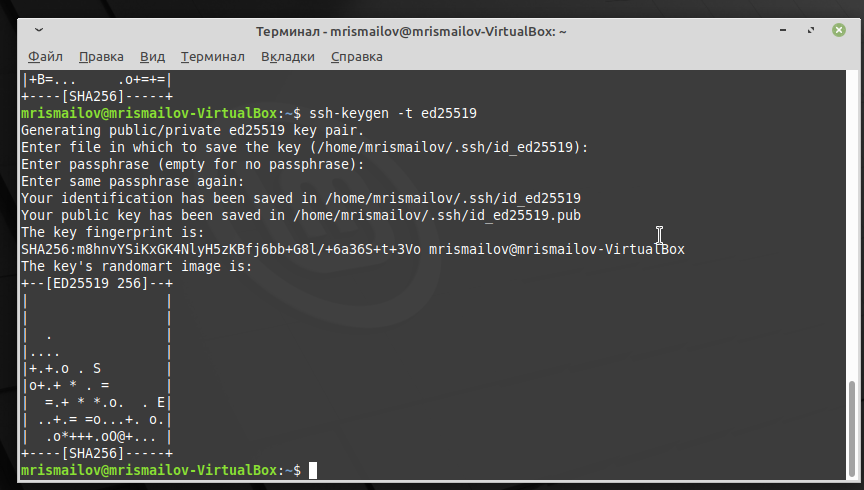 Терминал - mrismailov@mrismailov-VirtualBox: ~
Файл Правка Вид Терминал Вкладки Справка
|+B=...     .o+=+=|
+----[SHA256]-----+
mrismailov@mrismailov-VirtualBox:~$ ssh-keygen -t ed25519
Generating public/private ed25519 key pair.
Enter file in which to save the key (/home/mrismailov/.ssh/id_ed25519):
Enter passphrase (empty for no passphrase):
Enter same passphrase again:
Your identification has been saved in /home/mrismailov/.ssh/id_ed25519
Your public key has been saved in /home/mrismailov/.ssh/id_ed25519.pub
The key fingerprint is:
SHA256:m8hnvYSiKxGK4NlyH5zKBfj6bb+G8l/+6a36S+t+3Vo mrismailov@mrismailov-VirtualBox
The key's randomart image is:
+--[ED25519 256]--+
|                 |
|                 |
|  .              |
|....             |
|+.+.o . S        |
|o+.+ * . =       |
|  =.+ * *.o.  . E|
| ..+.= =o...+. o.|
|  .o*+++.oO@+... |
+----[SHA256]-----+
mrismailov@mrismailov-VirtualBox:~$